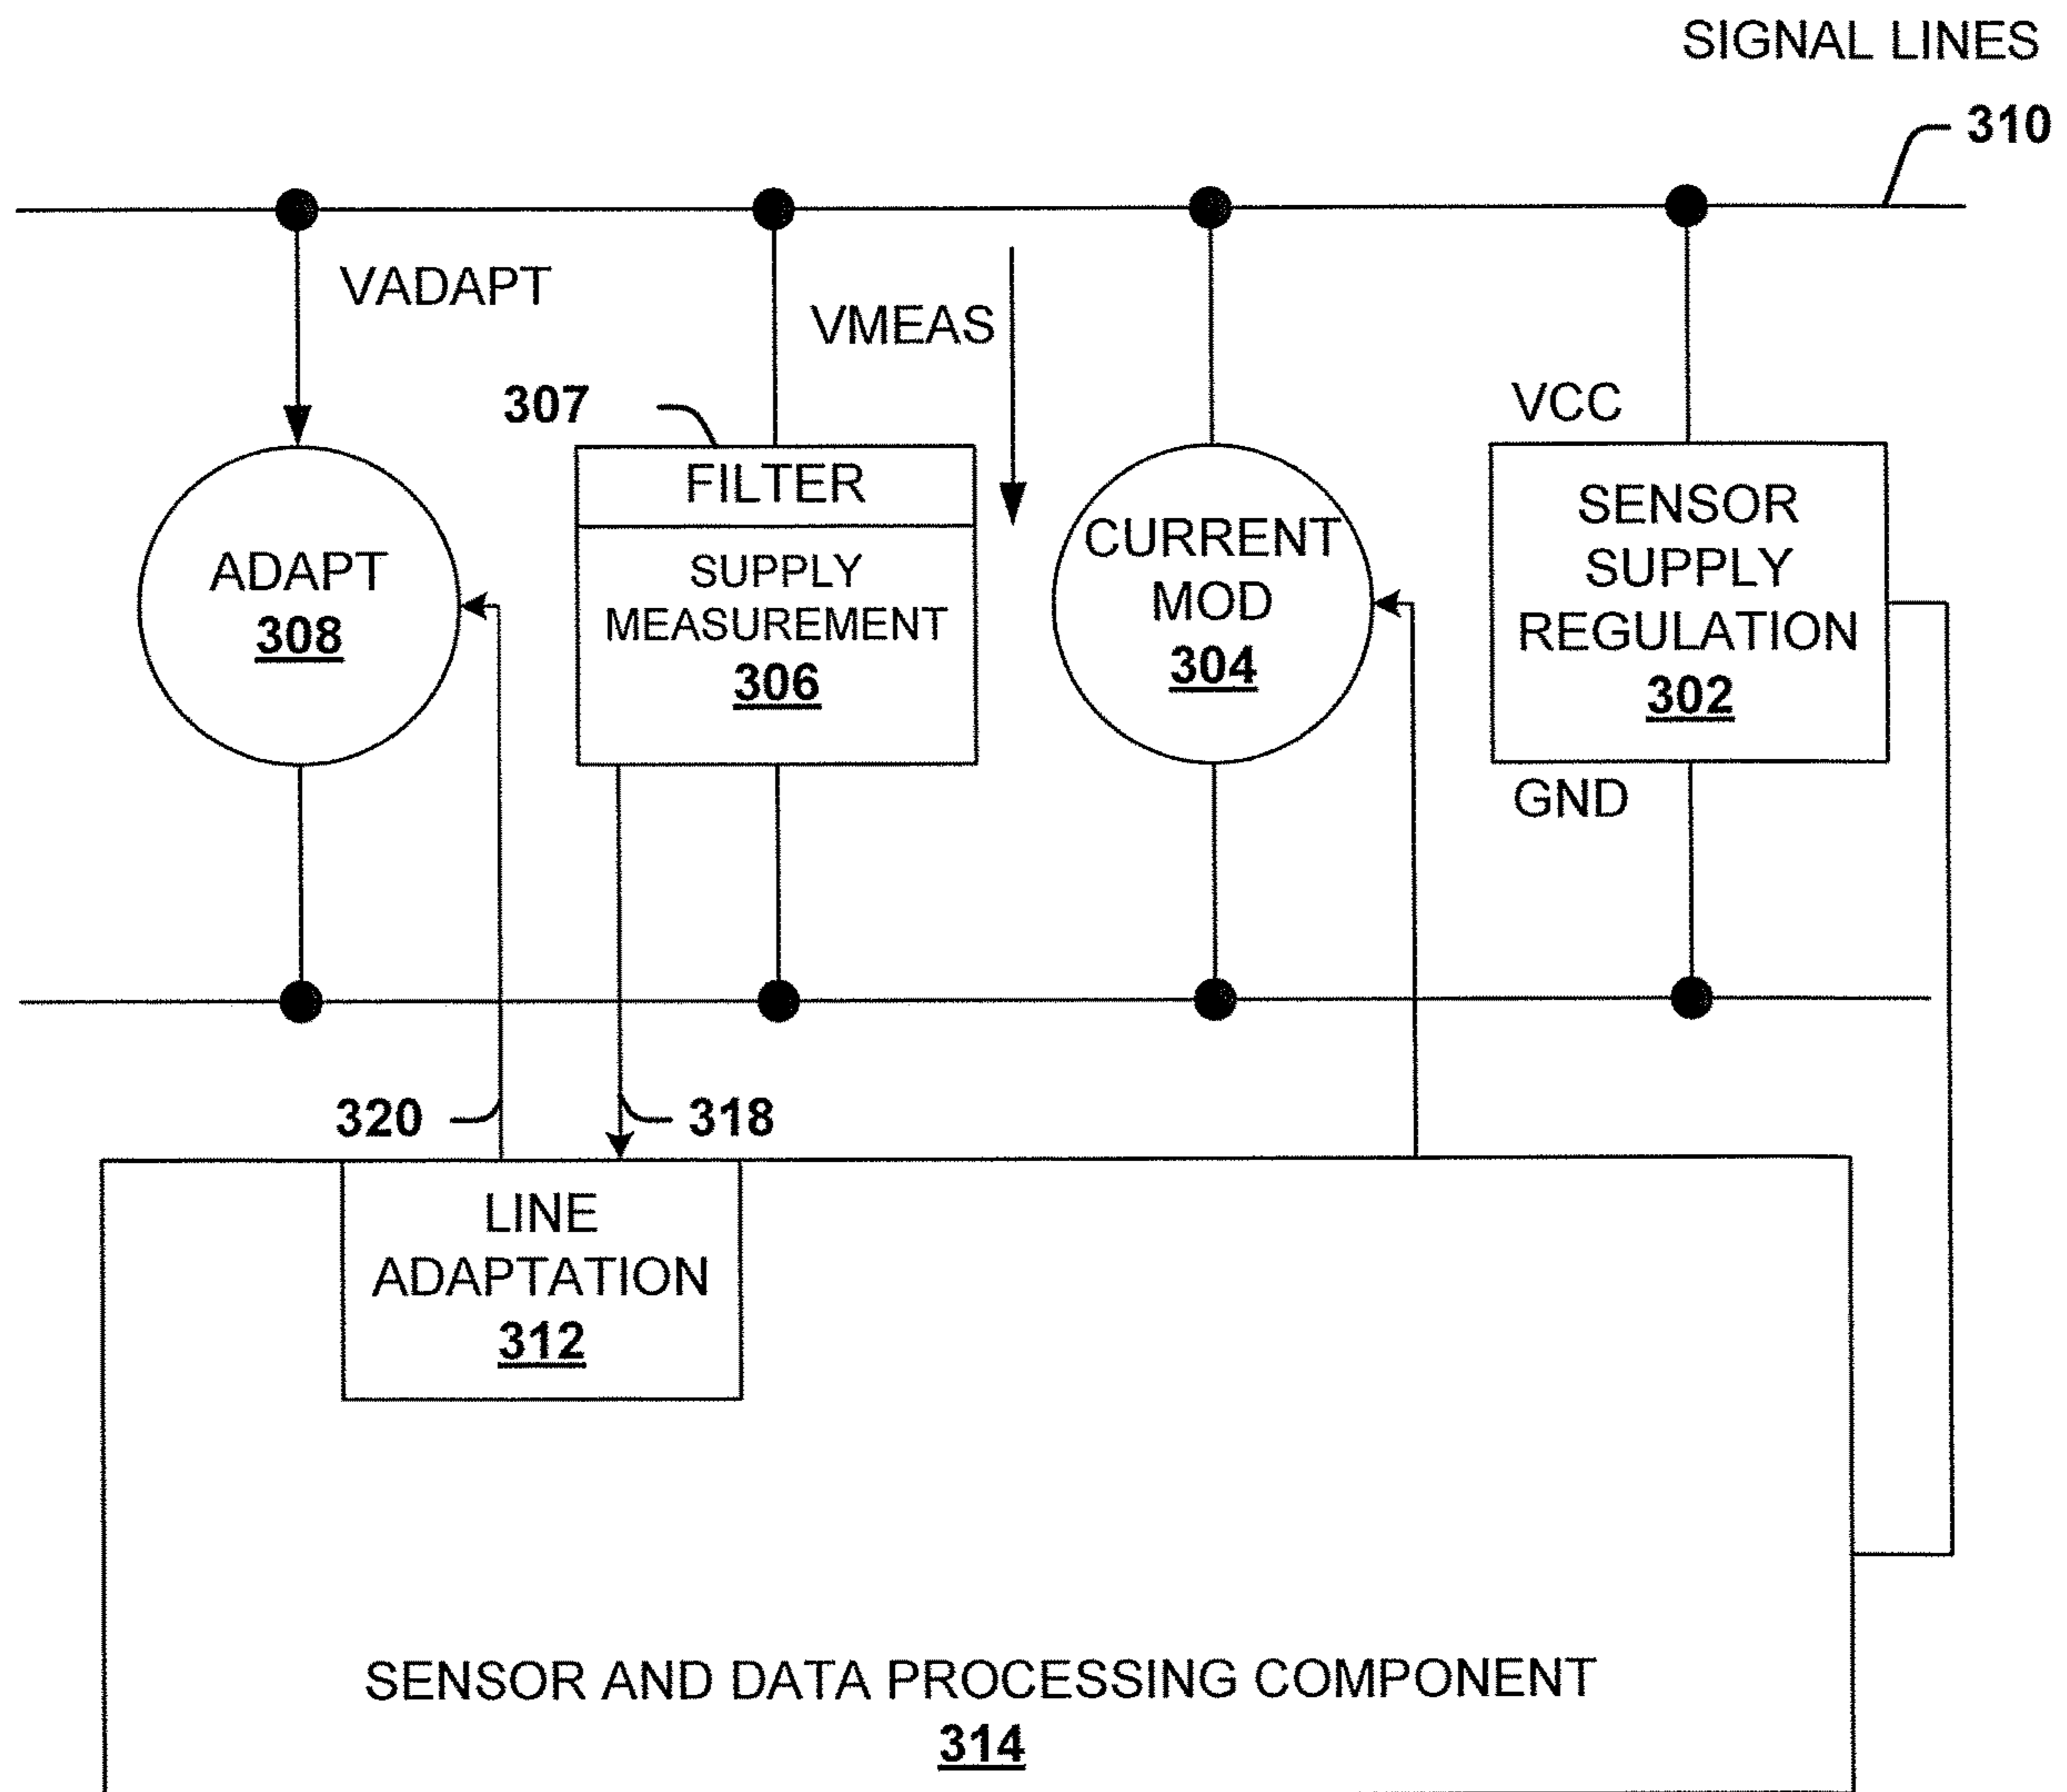 SIGNAL LINES
310
VADAPT
VMEAS
307
VCC
FILTER
SUPPLY
MEASUREMENT
306
ADAPT
308
CURRENT
MOD
304
SENSOR
SUPPLY
REGULATION
302
GND
320
318
LINE
ADAPTATION
312
SENSOR AND DATA PROCESSING COMPONENT
314